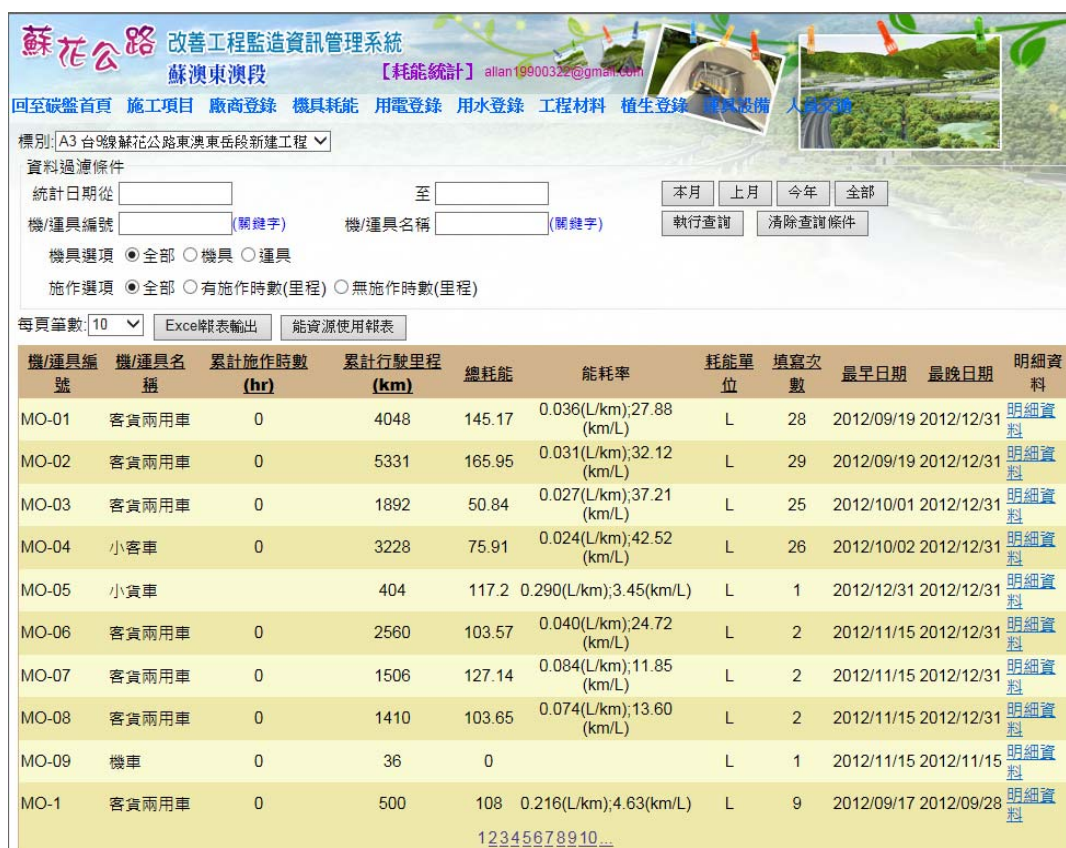 蘇花公路 改善工程監造資訊管理系統
蘇澳東澳段 【耗能統計】 allan19900322@gmail.com
回至碳盤首頁 施工項目 廠商登錄 機具耗能 用電登錄 用水登錄 工程材料 植生登錄
標別: A3 台9線蘇花公路東澳東岳段新建工程
資料過濾條件
統計日期從 至 本月 上月 今年 全部
機/運具編號 (關鍵字) 機/運具名稱 (關鍵字) 執行查詢 清除查詢條件
機具選項 全部 機具 運具
施作選項 全部 有施作時數(里程) 無施作時數(里程)
每頁筆數: 10 Excel報表輸出 能資源使用報表
機/運具編號 機/運具名稱 累計施作時數(hr) 累計行駛里程(km) 總耗能 能耗率 耗能單位 填寫次數 最早日期 最晚日期 明細資料
MO-01 客貨兩用車 0 4048 145.17 0.036(L/km);27.88(km/L) L 28 2012/09/19 2012/12/31 明細資料
MO-02 客貨兩用車 0 5331 165.95 0.031(L/km);32.12(km/L) L 29 2012/09/19 2012/12/31 明細資料
MO-03 客貨兩用車 0 1892 50.84 0.027(L/km);37.21(km/L) L 25 2012/10/01 2012/12/31 明細資料
MO-04 小客車 0 3228 75.91 0.024(L/km);42.52(km/L) L 26 2012/10/02 2012/12/31 明細資料
MO-05 小貨車 404 117.2 0.290(L/km);3.45(km/L) L 1 2012/12/31 2012/12/31 明細資料
MO-06 客貨兩用車 0 2560 103.57 0.040(L/km);24.72(km/L) L 2 2012/11/15 2012/12/31 明細資料
MO-07 客貨兩用車 0 1506 127.14 0.084(L/km);11.85(km/L) L 2 2012/11/15 2012/12/31 明細資料
MO-08 客貨兩用車 0 1410 103.65 0.074(L/km);13.60(km/L) L 2 2012/11/15 2012/12/31 明細資料
MO-09 機車 0 36 0 L 1 2012/11/15 2012/11/15 明細資料
MO-1 客貨兩用車 0 500 108 0.216(L/km);4.63(km/L) L 9 2012/09/17 2012/09/28 明細資料
12345678910...